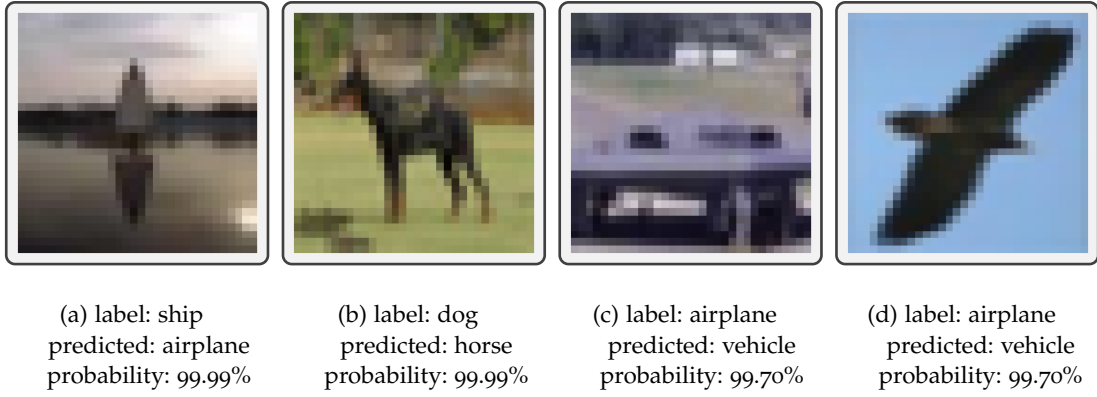 (a) label: ship
predicted: airplane
probability: 99.99%
(b) label: dog
predicted: horse
probability: 99.99%
(c) label: airplane
predicted: vehicle
probability: 99.70%
(d) label: airplane
predicted: vehicle
probability: 99.70%